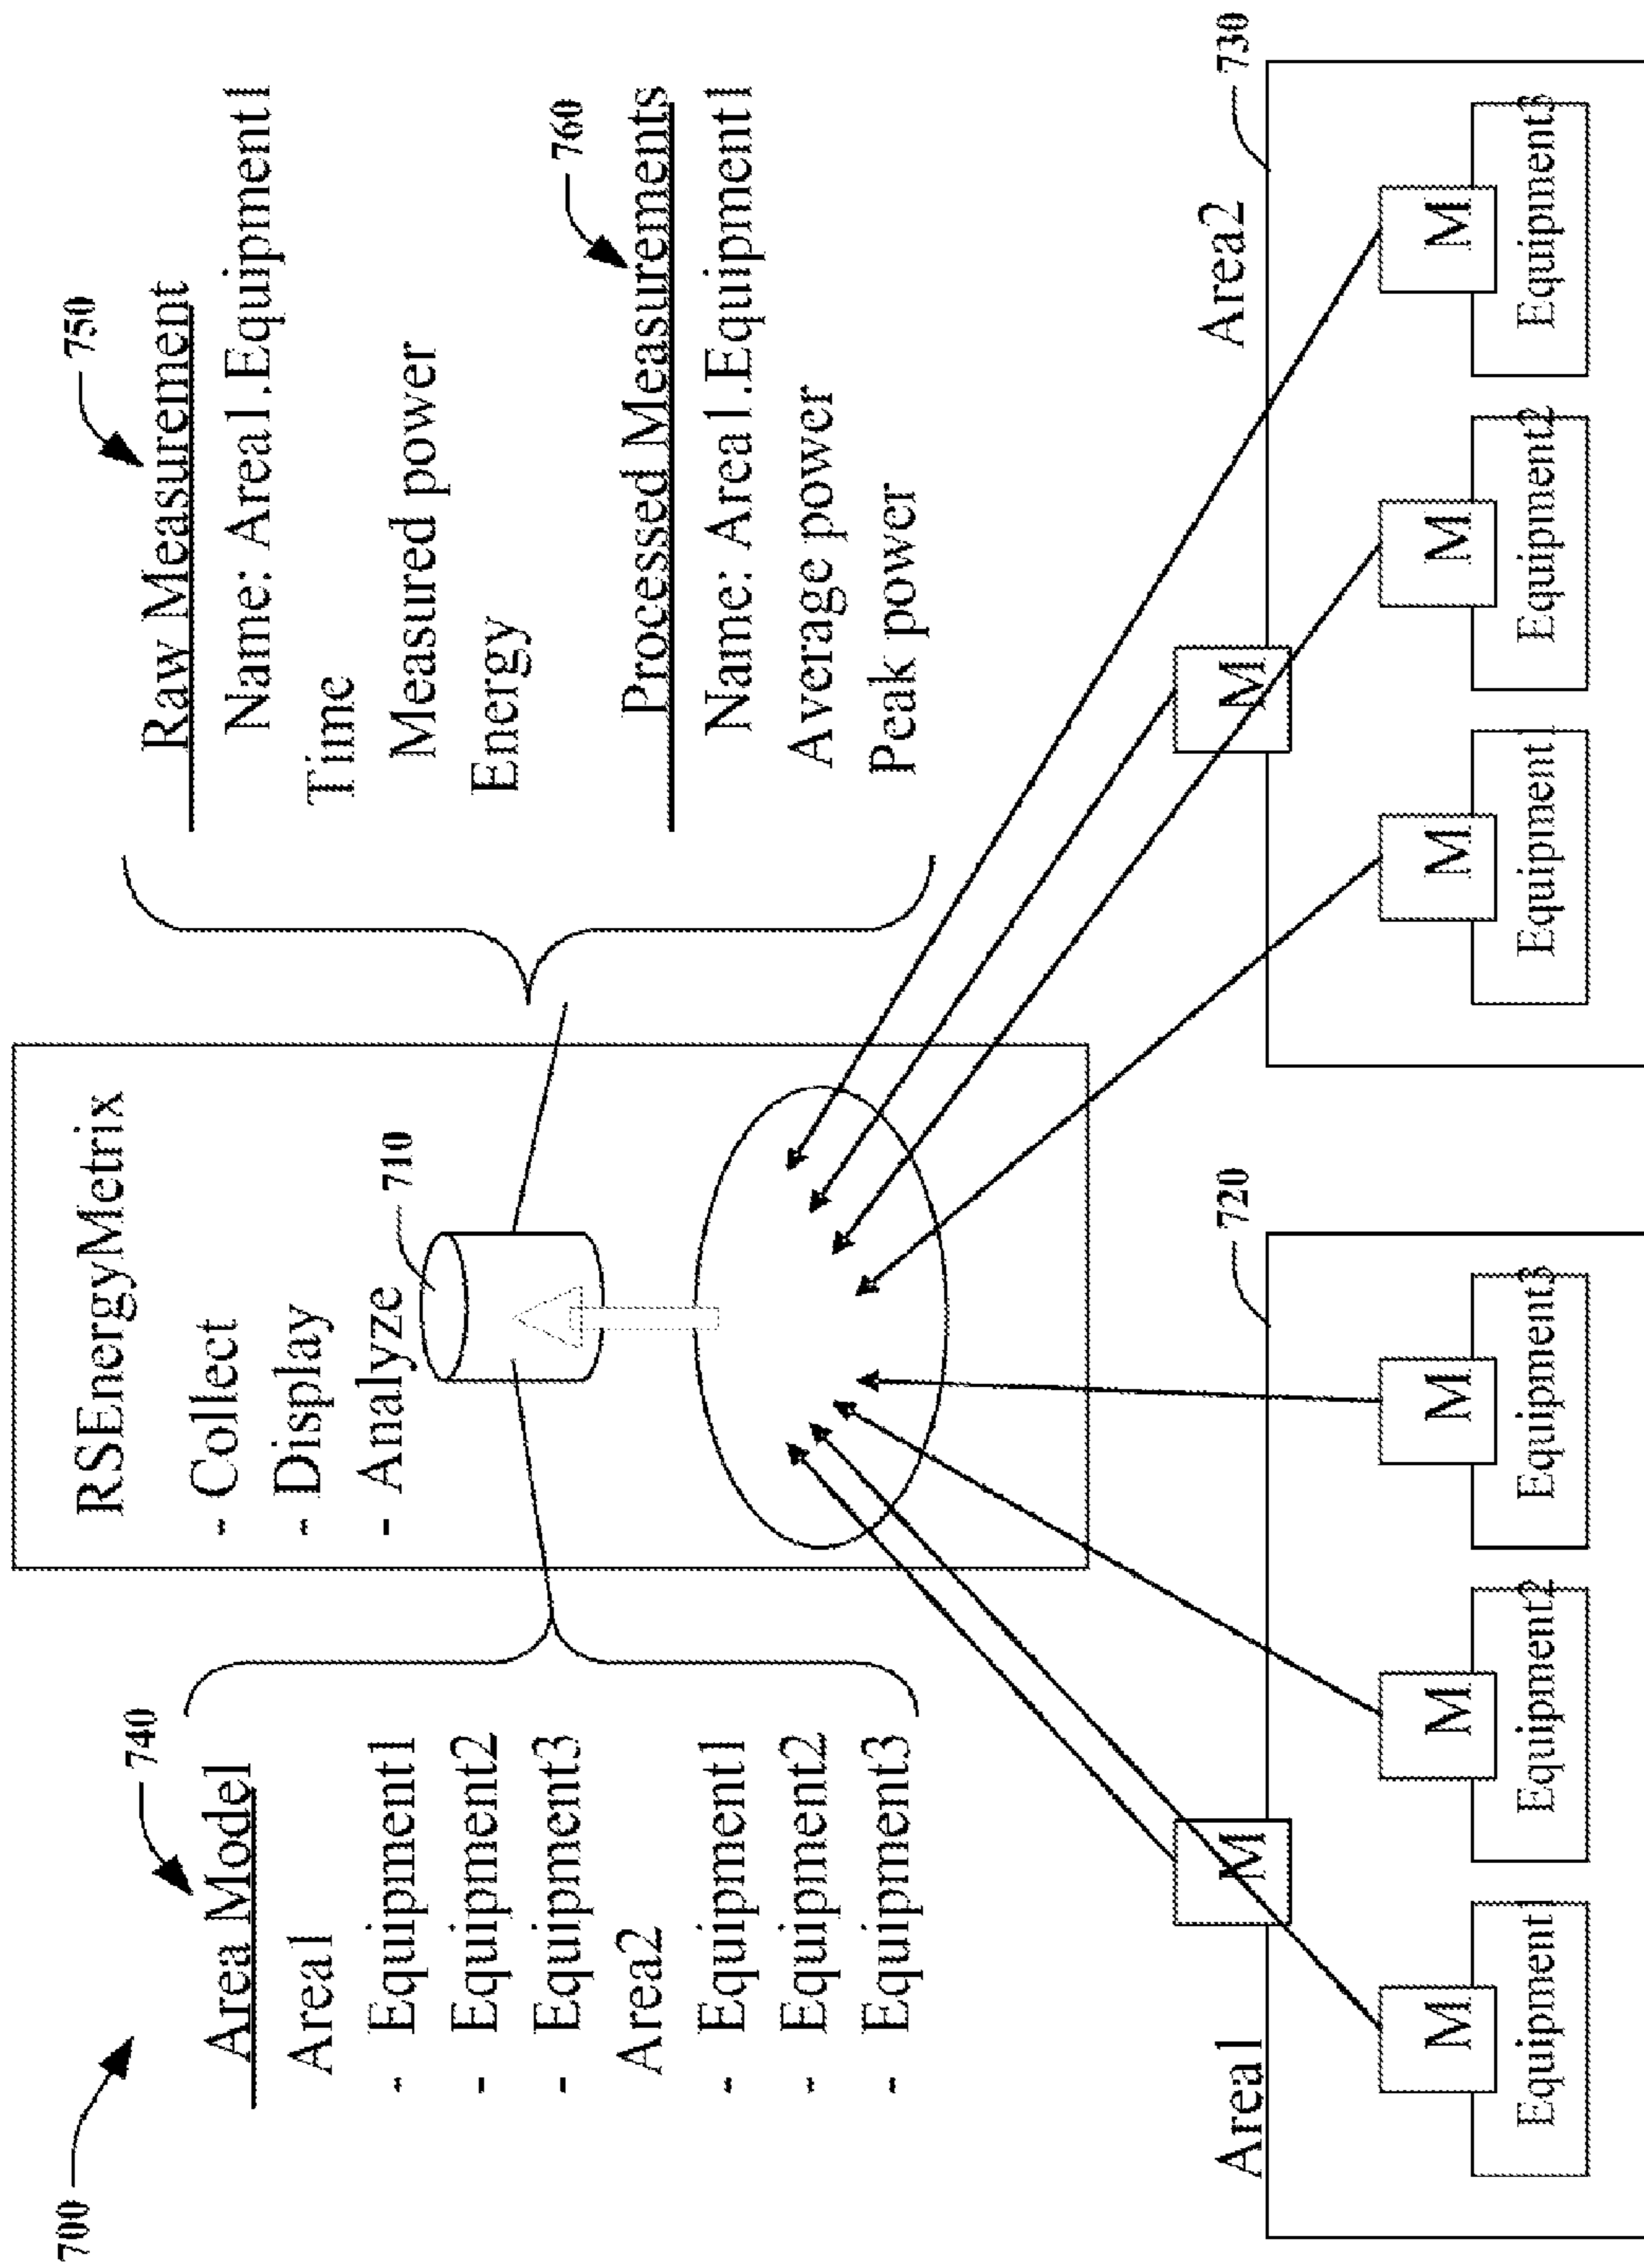 700
740
Area Model
Area1
- Equipment1
- Equipment2
- Equipment3
Area2
- Equipment1
- Equipment2
- Equipment3
RSEnergyMetrix
- Collect
- Display
- Analyze
710
750
Raw Measurement
Name: Area1.Equipment1
Time
Measured power
Energy
760
Processed Measurements
Name: Area1.Equipment1
Average power
Peak power
Area1
720
M
M
Equipment1
M
Equipment2
M
Equipment3
Area2
730
M
M
Equipment1
M
Equipment2
M
Equipment3